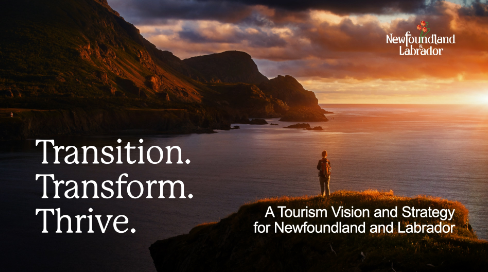 Newfoundland
Labrador
Transition.
Transform.
Thrive.
A Tourism Vision and Strategy
for Newfoundland and Labrador